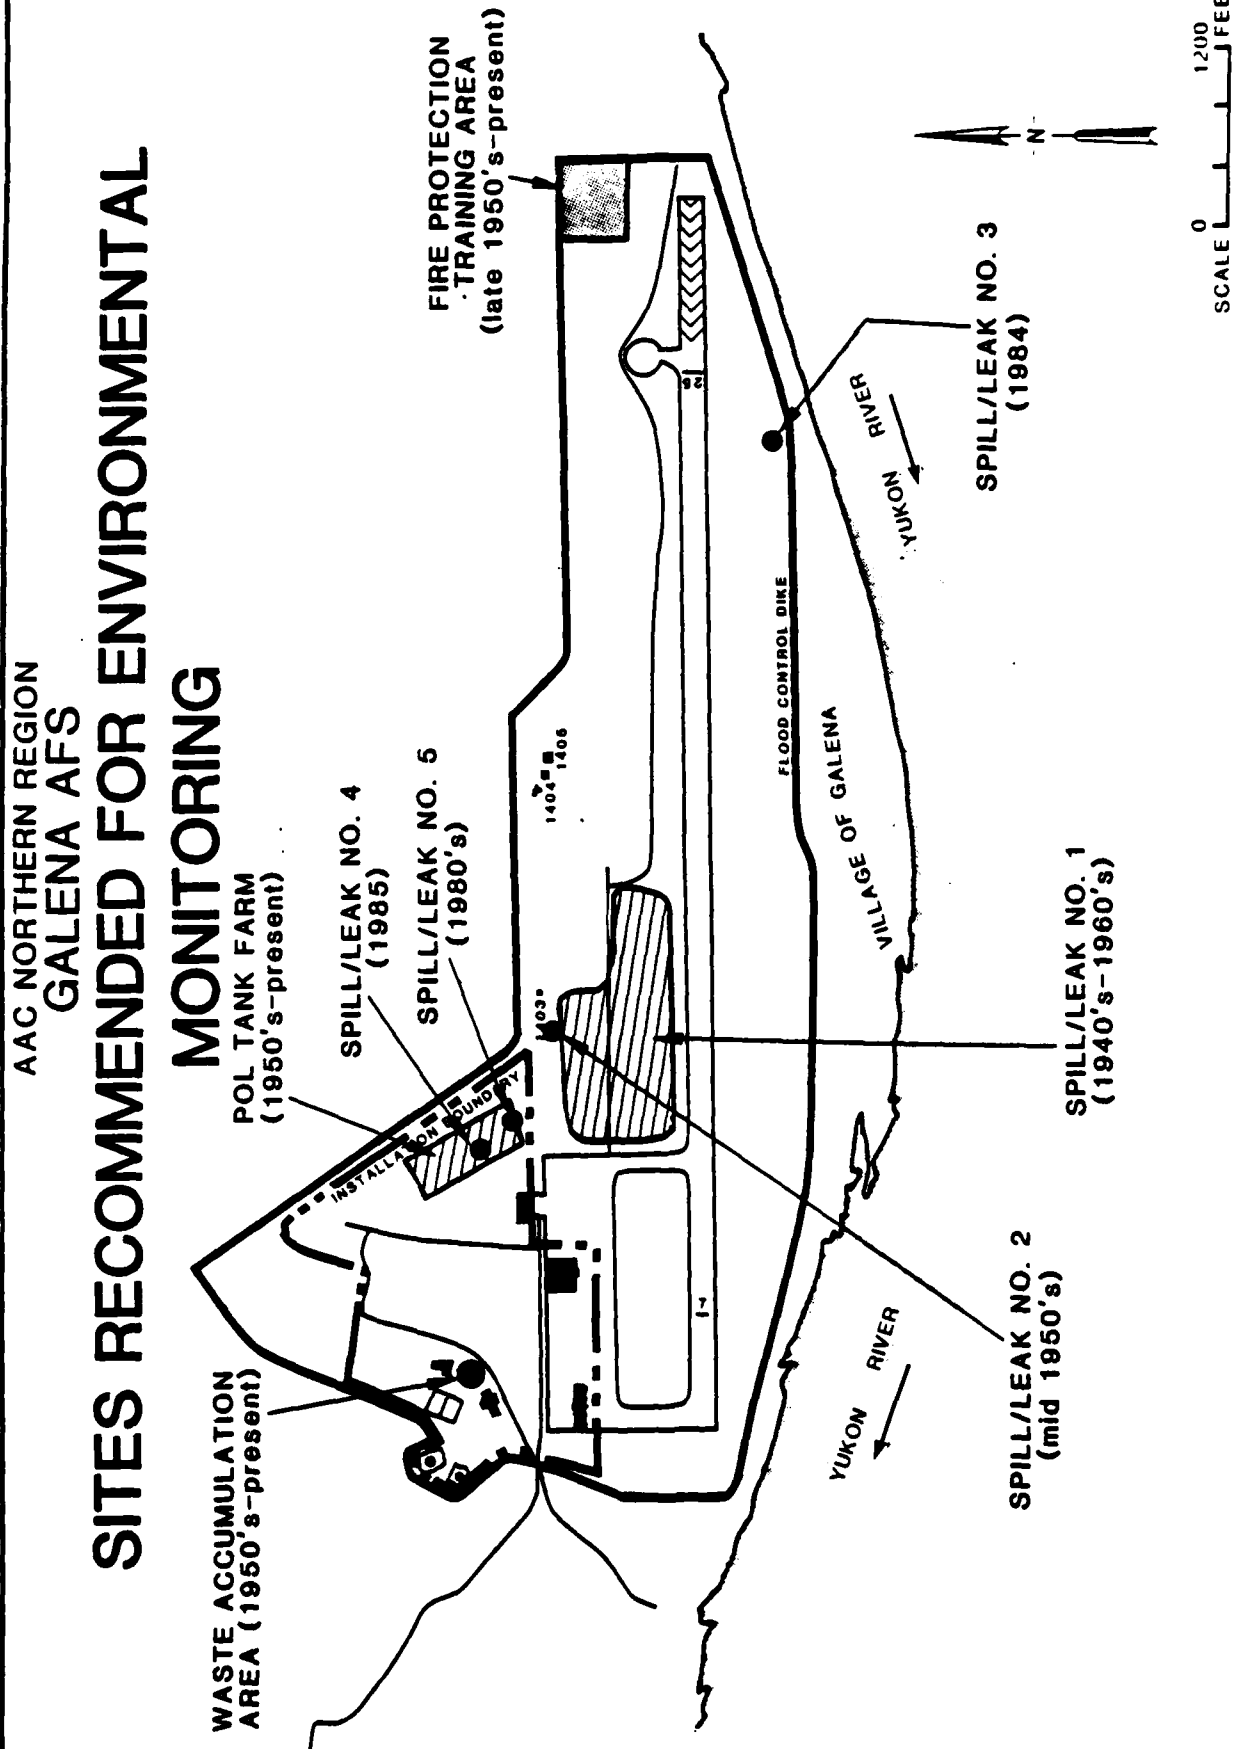 AAC NORTHERN REGION
GALENA AFS
SITES RECOMMENDED FOR ENVIRONMENTAL
MONITORING
WASTE ACCUMULATION
AREA (1950's-present)
POL TANK FARM
(1950's-present)
SPILL/LEAK NO. 4
(1985)
SPILL/LEAK NO. 5
(1980's)
FIRE PROTECTION
TRAINING AREA
(late 1950's-present)
INSTALLATION BOUNDRY
1404
1406
7
FLOOD CONTROL DIKE
VILLAGE OF GALENA
YUKON RIVER
YUKON RIVER
SPILL/LEAK NO. 2
(mid 1950's)
SPILL/LEAK NO. 1
(1940's-1960's)
SPILL/LEAK NO. 3
(1984)
N
SCALE 0 1200 FEET